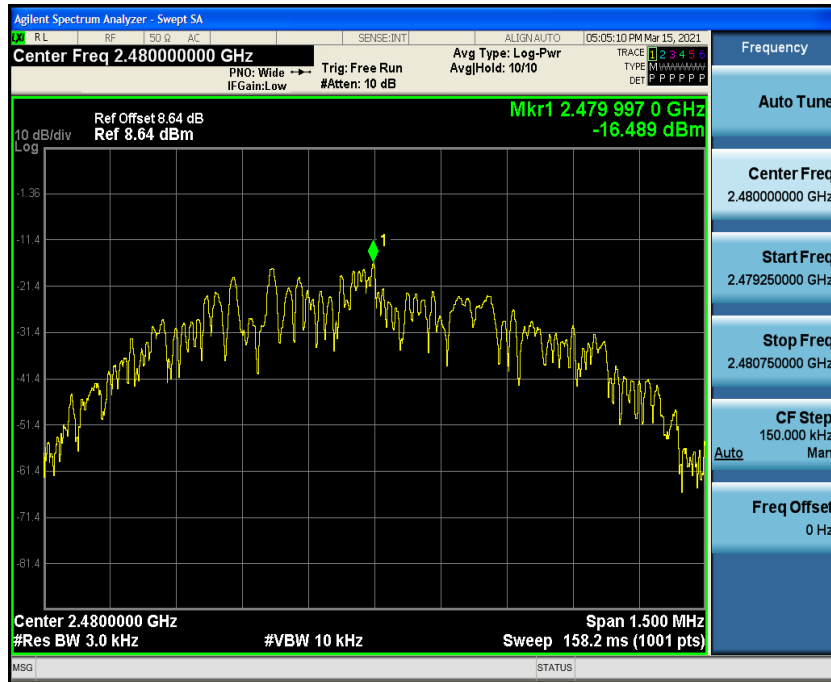 Agilent Spectrum Analyzer - Swept SA
LXI RL RF 50 Ω AC SENSE:INT ALIGN AUTO 05:05:10 PM Mar 15, 2021
Center Freq 2.480000000 GHz
PNO: Wide
IFGain:Low
Trig: Free Run
#Atten: 10 dB
Avg Type: Log-Pwr
Avg|Hold: 10/10
TRACE 1 2 3 4 5 6
TYPE M
DET P P P P P P
Mkr1 2.479 997 0 GHz
-16.489 dBm
Ref Offset 8.64 dB
10 dB/div Ref 8.64 dBm
Log
1
-1.36
-11.4
-21.4
-31.4
-41.4
-51.4
-61.4
-71.4
-81.4
Center 2.4800000 GHz Span 1.500 MHz
#Res BW 3.0 kHz #VBW 10 kHz Sweep 158.2 ms (1001 pts)
MSG STATUS
Frequency
Auto Tune
Center Freq
2.480000000 GHz
Start Freq
2.479250000 GHz
Stop Freq
2.480750000 GHz
CF Step
150.000 kHz
Auto Man
Freq Offset
0 Hz